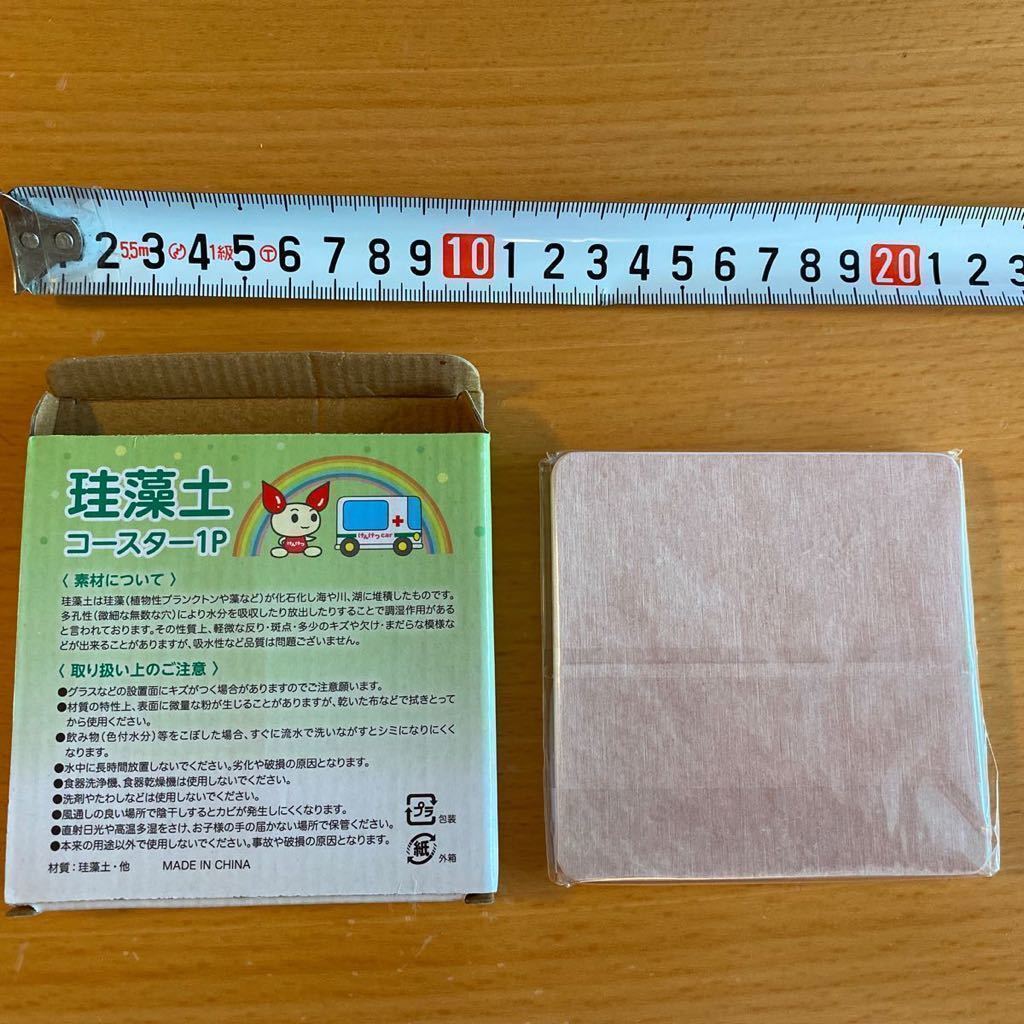 2 5.5m 3 4 1級 5 6 7 8 9 10 1 2 3 4 5 6 7 8 9 20 1 2 3
珪藻土
コースター1P
けんけつ
けんけつ car
〈 素材について 〉
珪藻土は珪藻(植物性プランクトンや藻など)が化石化し海や川、湖に堆積したものです。
多孔性(微細な無数な穴)により水分を吸収したり放出したりすることで調湿作用がある
と言われております。その性質上、軽微な反り・斑点・多少のキズや欠け・まだらな模様な
どが出来ることがありますが、吸水性など品質は問題ございません。
〈 取り扱い上のご注意 〉
●グラスなどの設置面にキズがつく場合がありますのでご注意願います。
●材質の特性上、表面に微量な粉が生じることがありますが、乾いた布などで拭きとって
から使用ください。
●飲み物(色付水分)等をこぼした場合、すぐに流水で洗いながすとシミになりにくく
なります。
●水中に長時間放置しないでください。劣化や破損の原因となります。
●食器洗浄機、食器乾燥機は使用しないでください。
●洗剤やたわしなどは使用しないでください。
●風通しの良い場所で陰干しするとカビが発生しにくくなります。
●直射日光や高温多湿をさけ、お子様の手の届かない場所で保管ください。
●本来の用途以外で使用しないでください。事故や破損の原因となります。
プラ 包装
紙 外箱
材質：珪藻土・他 MADE IN CHINA